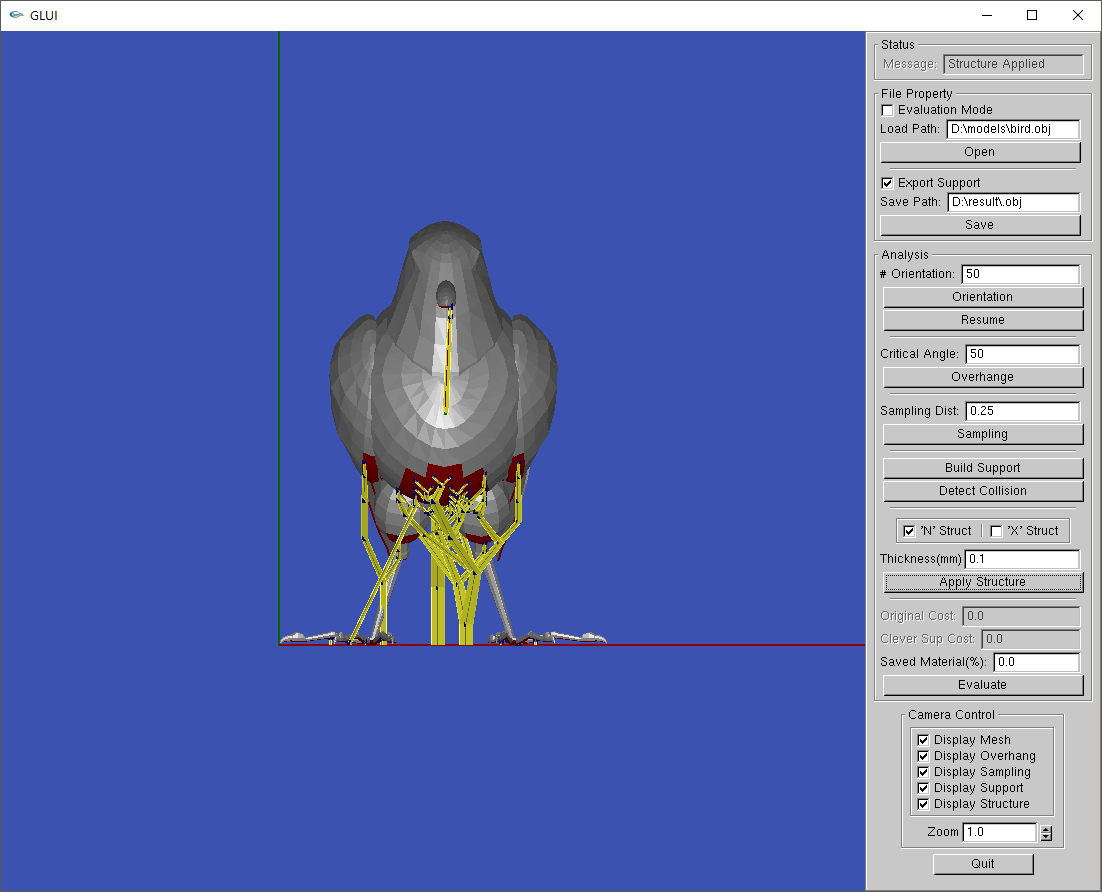 GLUI
Status
Message: Structure Applied
File Property
Evaluation Mode
Load Path: D:\models\bird.obj
Open
Export Support
Save Path: D:\result\.obj
Save
Analysis
# Orientation: 50
Orientation
Resume
Critical Angle: 50
Overhange
Sampling Dist: 0.25
Sampling
Build Support
Detect Collision
'N' Struct 'X' Struct
Thickness(mm) 0.1
Apply Structure
Original Cost: 0.0
Clever Sup Cost: 0.0
Saved Material(%): 0.0
Evaluate
Camera Control
Display Mesh
Display Overhang
Display Sampling
Display Support
Display Structure
Zoom 1.0
Quit